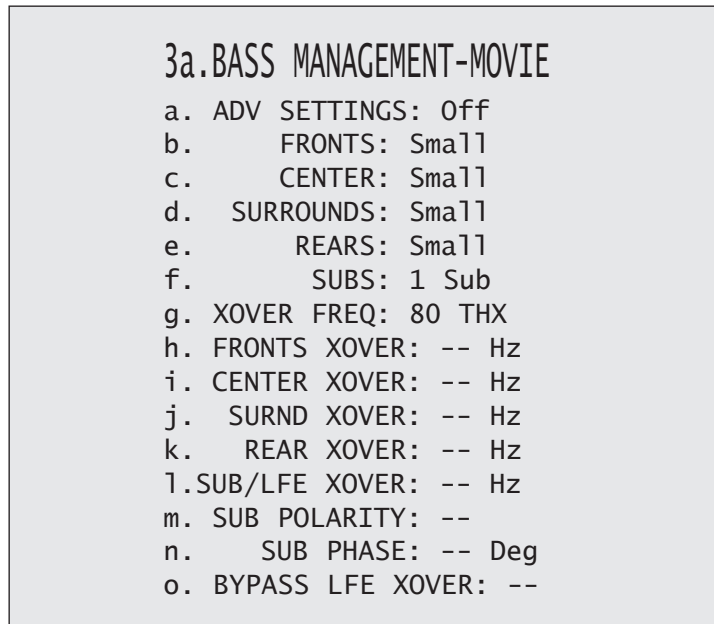 3a.BASS MANAGEMENT-MOVIE
a. ADV SETTINGS: Off
b. FRONTS: Small
c. CENTER: Small
d. SURROUNDS: Small
e. REARS: Small
f. SUBS: 1 Sub
g. XOVER FREQ: 80 THX
h. FRONTS XOVER: -- Hz
i. CENTER XOVER: -- Hz
j. SURND XOVER: -- Hz
k. REAR XOVER: -- Hz
l.SUB/LFE XOVER: -- Hz
m. SUB POLARITY: --
n. SUB PHASE: -- Deg
o. BYPASS LFE XOVER: --